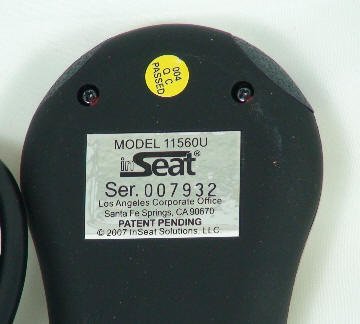 004
Q C
PASSED
MODEL 11560U
inSeat®
Ser. 007932
Los Angeles Corporate Office
Santa Fe Springs, CA 90670
PATENT PENDING
© 2007 InSeat Solutions, LLC